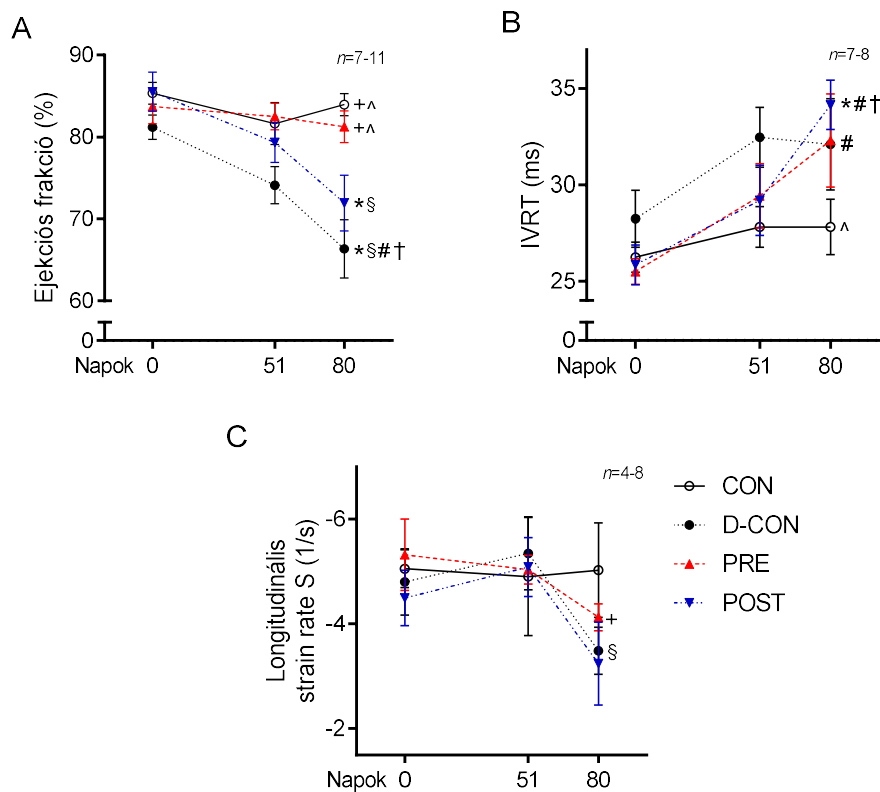 A
n=7-11
Ejekciós frakció (%)
90
80
70
60
0
+^
+^
*§
*§#†
Napok 0 51 80
B
n=7-8
IVRT (ms)
35
30
25
0
*#†
#
^
Napok 0 51 80
C
n=4-8
Longitudinális
strain rate S (1/s)
-6
-4
-2
+
§
Napok 0 51 80
CON
D-CON
PRE
POST